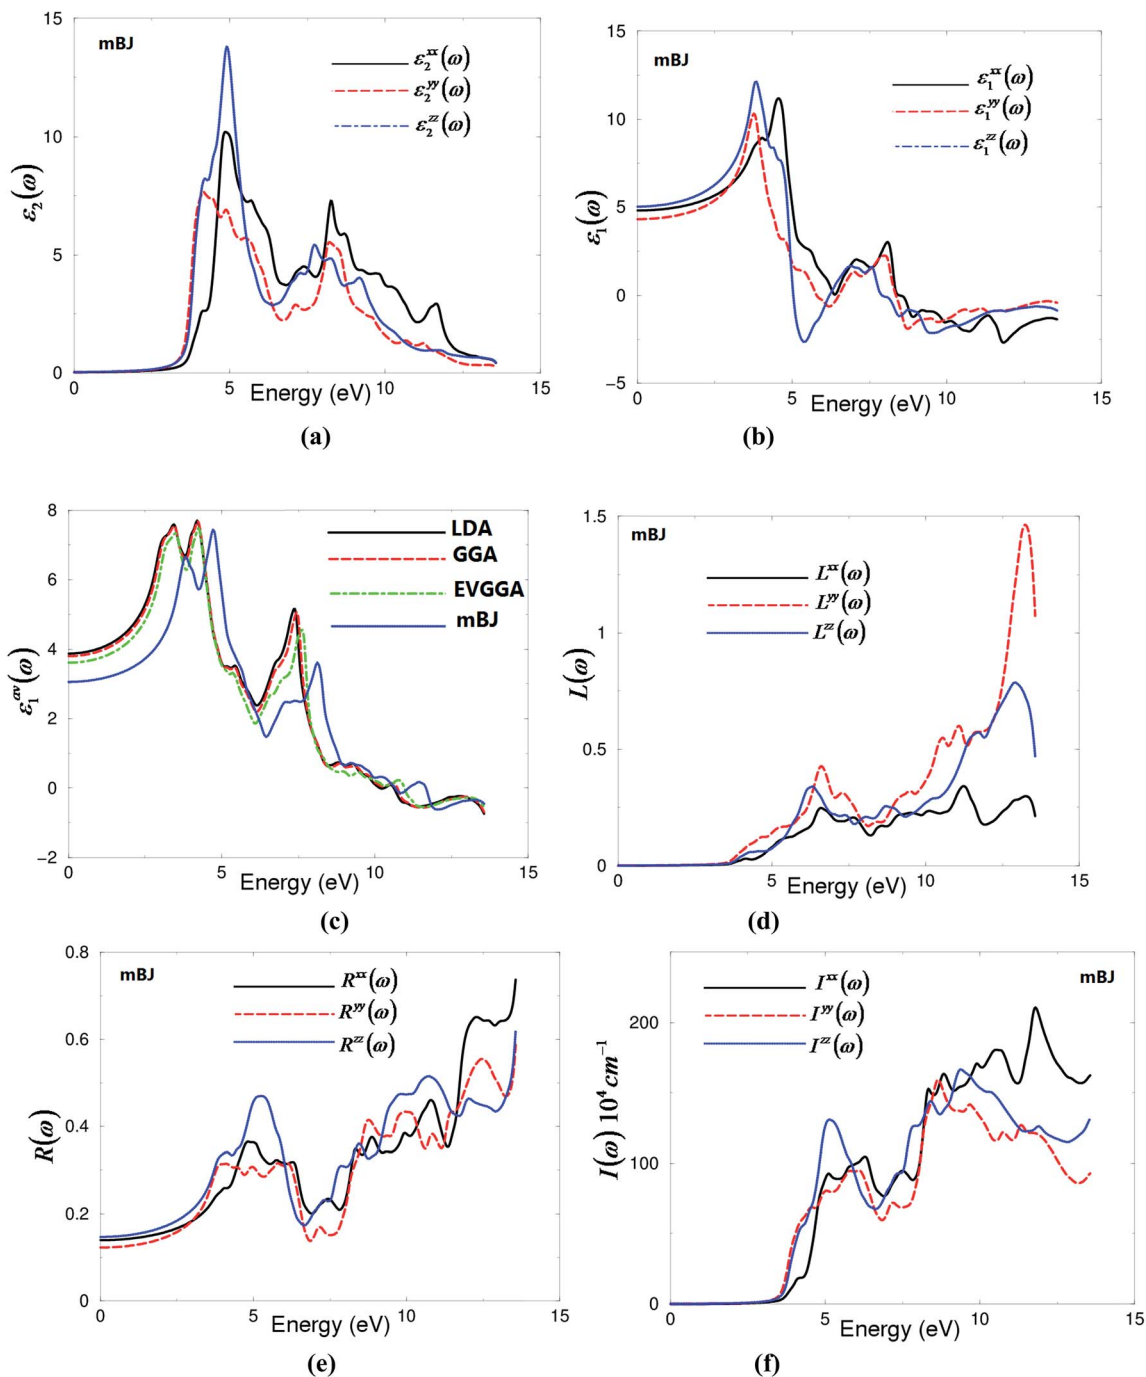 mBJ
ε₂ˣˣ(ω)
ε₂ʸʸ(ω)
ε₂ᶻᶻ(ω)
ε₂(ω)
15
10
5
0
0 5 10 15
Energy (eV)
(a)
mBJ
ε₁ˣˣ(ω)
ε₁ʸʸ(ω)
ε₁ᶻᶻ(ω)
ε₁(ω)
15
10
5
0
−5
0 5 10 15
Energy (eV)
(b)
LDA
GGA
EVGGA
mBJ
ε₁ᵃᵛ(ω)
8
6
4
2
0
−2
0 5 10 15
Energy (eV)
(c)
mBJ
Lˣˣ(ω)
Lʸʸ(ω)
Lᶻᶻ(ω)
L(ω)
1.5
1
0.5
0
0 5 10 15
Energy (eV)
(d)
mBJ
Rˣˣ(ω)
Rʸʸ(ω)
Rᶻᶻ(ω)
R(ω)
0.8
0.6
0.4
0.2
0
0 5 10 15
Energy (eV)
(e)
mBJ
Iˣˣ(ω)
Iʸʸ(ω)
Iᶻᶻ(ω)
I(ω) 10⁴cm⁻¹
200
100
0
0 5 10 15
Energy (eV)
(f)